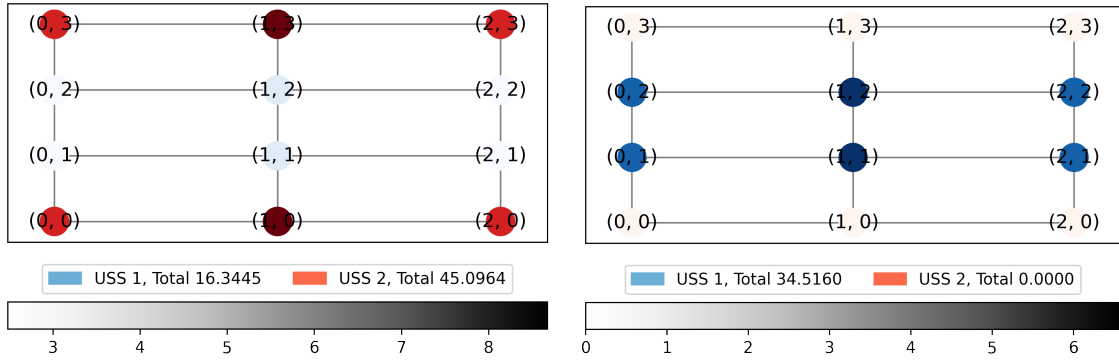 (0, 3) (1, 3) (2, 3)
(0, 2) (1, 2) (2, 2)
(0, 1) (1, 1) (2, 1)
(0, 0) (1, 0) (2, 0)
USS 1, Total 16.3445 USS 2, Total 45.0964
3 4 5 6 7 8
(0, 3) (1, 3) (2, 3)
(0, 2) (1, 2) (2, 2)
(0, 1) (1, 1) (2, 1)
(0, 0) (1, 0) (2, 0)
USS 1, Total 34.5160 USS 2, Total 0.0000
0 1 2 3 4 5 6